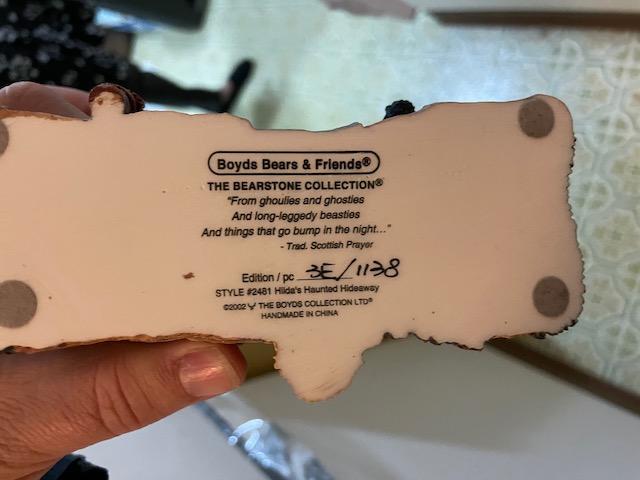 Boyds Bears & Friends®
THE BEARSTONE COLLECTION®
"From ghoulies and ghosties
And long-leggedy beasties
And things that go bump in the night..."
- Trad. Scottish Prayer
Edition / pc 3E/1138
STYLE #2481 Hilda's Haunted Hideaway
©2002 THE BOYDS COLLECTION LTD®
HANDMADE IN CHINA